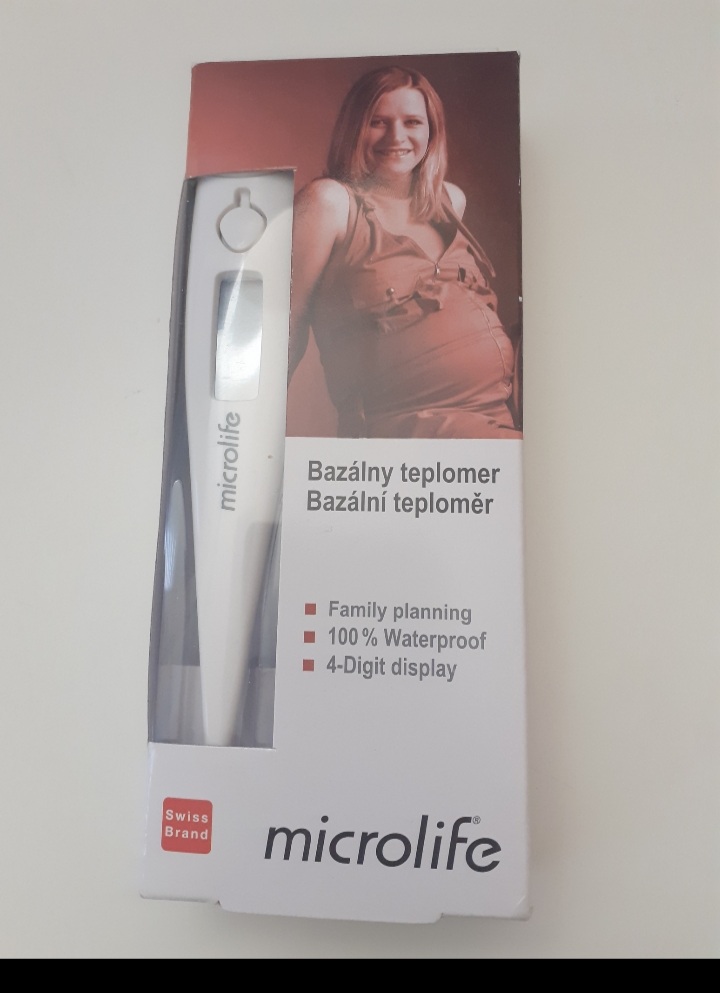 microlife
Bazálny teplomer
Bazální teploměr
Family planning
100% Waterproof
4-Digit display
Swiss
Brand
microlife®